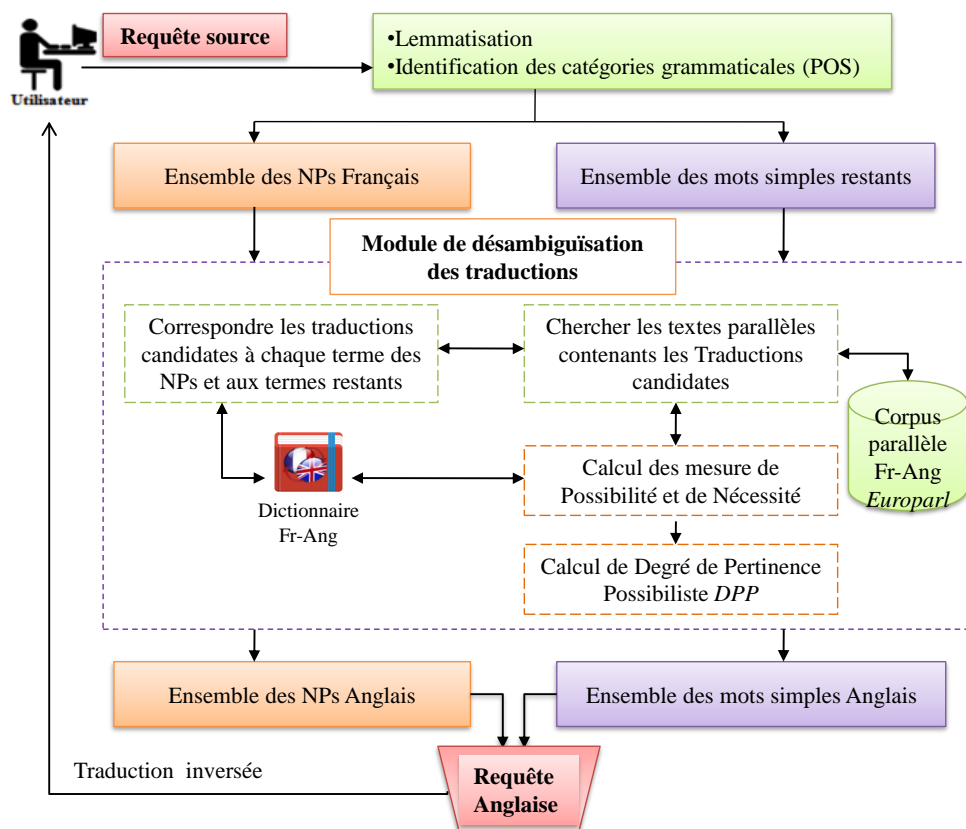 Requête source
•Lemmatisation
•Identification des catégories grammaticales (POS)
Utilisateur
Ensemble des NPs Français
Ensemble des mots simples restants
Module de désambiguïsation
des traductions
Correspondre les traductions
candidates à chaque terme des
NPs et aux termes restants
Chercher les textes parallèles
contenants les Traductions
candidates
Corpus
parallèle
Fr-Ang
Europarl
Dictionnaire
Fr-Ang
Calcul des mesure de
Possibilité et de Nécessité
Calcul de Degré de Pertinence
Possibiliste DPP
Ensemble des NPs Anglais
Ensemble des mots simples Anglais
Traduction inversée
Requête
Anglaise